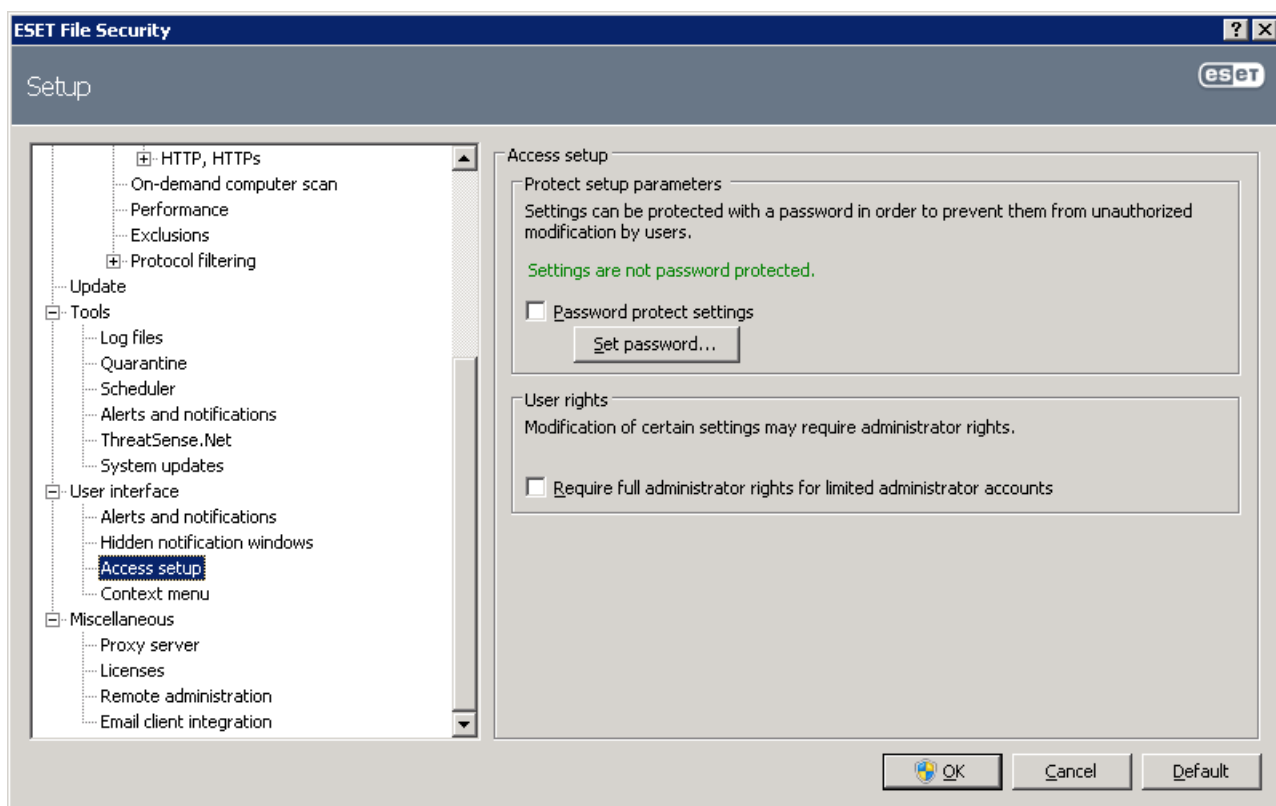 ESET File Security
Setup
eseT
HTTP, HTTPs
On-demand computer scan
Performance
Exclusions
Protocol filtering
Update
Tools
Log files
Quarantine
Scheduler
Alerts and notifications
ThreatSense.Net
System updates
User interface
Alerts and notifications
Hidden notification windows
Access setup
Context menu
Miscellaneous
Proxy server
Licenses
Remote administration
Email client integration
Access setup
Protect setup parameters
Settings can be protected with a password in order to prevent them from unauthorized
modification by users.
Settings are not password protected.
Password protect settings
Set password...
User rights
Modification of certain settings may require administrator rights.
Require full administrator rights for limited administrator accounts
OK
Cancel
Default